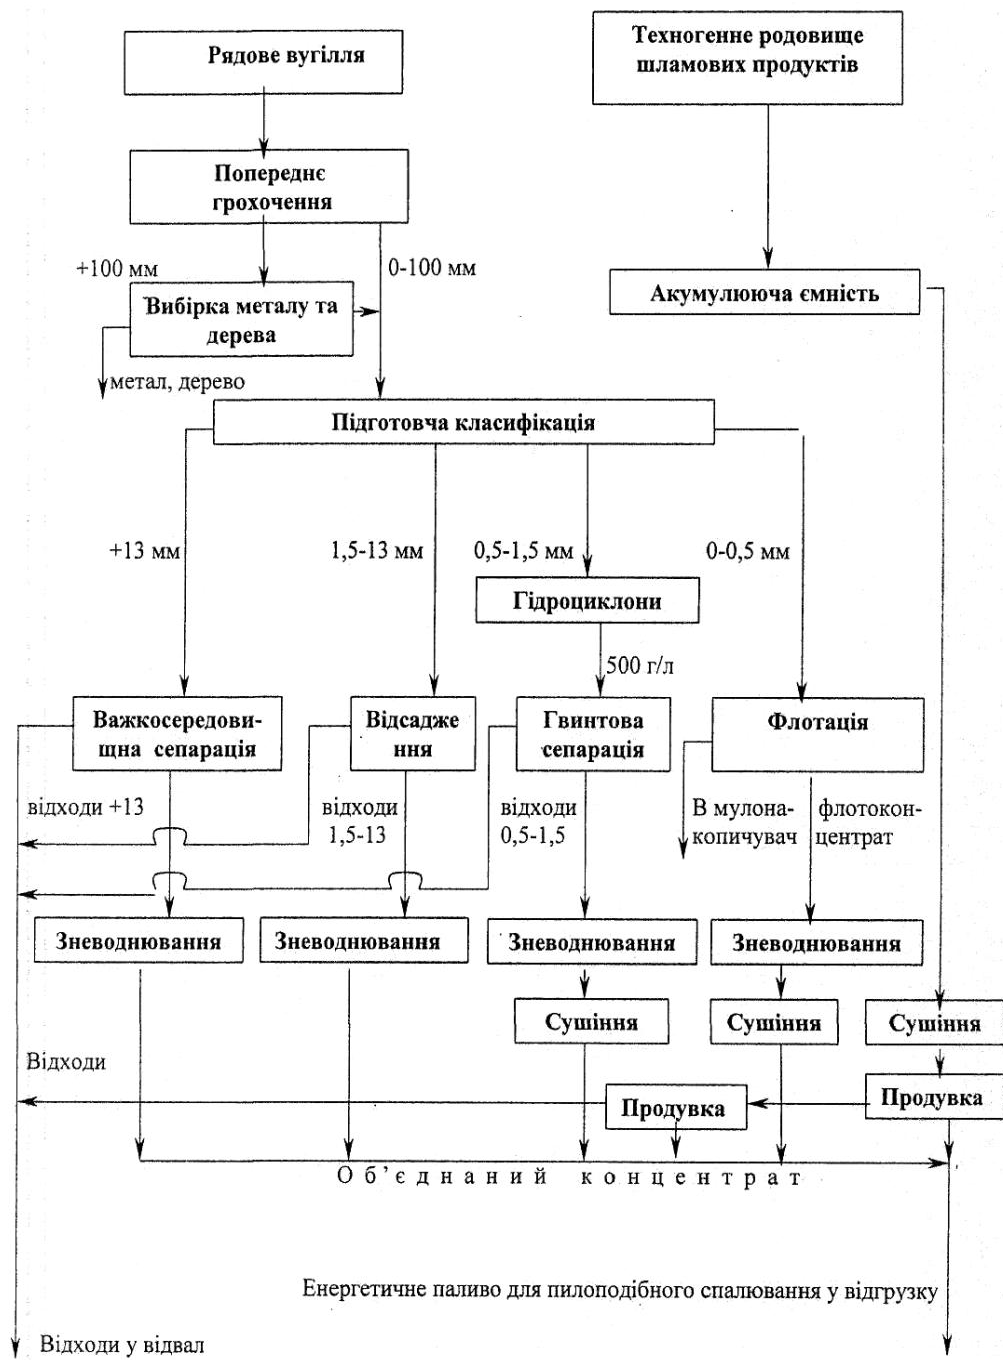 Рядове вугілля
Техногенне родовище
шламових продуктів
Попереднє
грохочення
+100 мм
0-100 мм
Вибірка металу та
дерева
Акумулююча ємність
метал, дерево
Підготовча класифікація
+13 мм
1,5-13 мм
0,5-1,5 мм
0-0,5 мм
Гідроциклони
500 г/л
Важкосередови-
щна сепарація
Відсадже
ння
Гвинтова
сепарація
Флотація
відходи +13
відходи
1,5-13
відходи
0,5-1,5
В мулона-
копичувач
флотокон-
центрат
Зневоднювання
Зневоднювання
Зневоднювання
Зневоднювання
Сушіння
Сушіння
Сушіння
Відходи
Продувка
Продувка
Об’єднаний концентрат
Енергетичне паливо для пилоподібного спалювання у відгрузку
Відходи у відвал